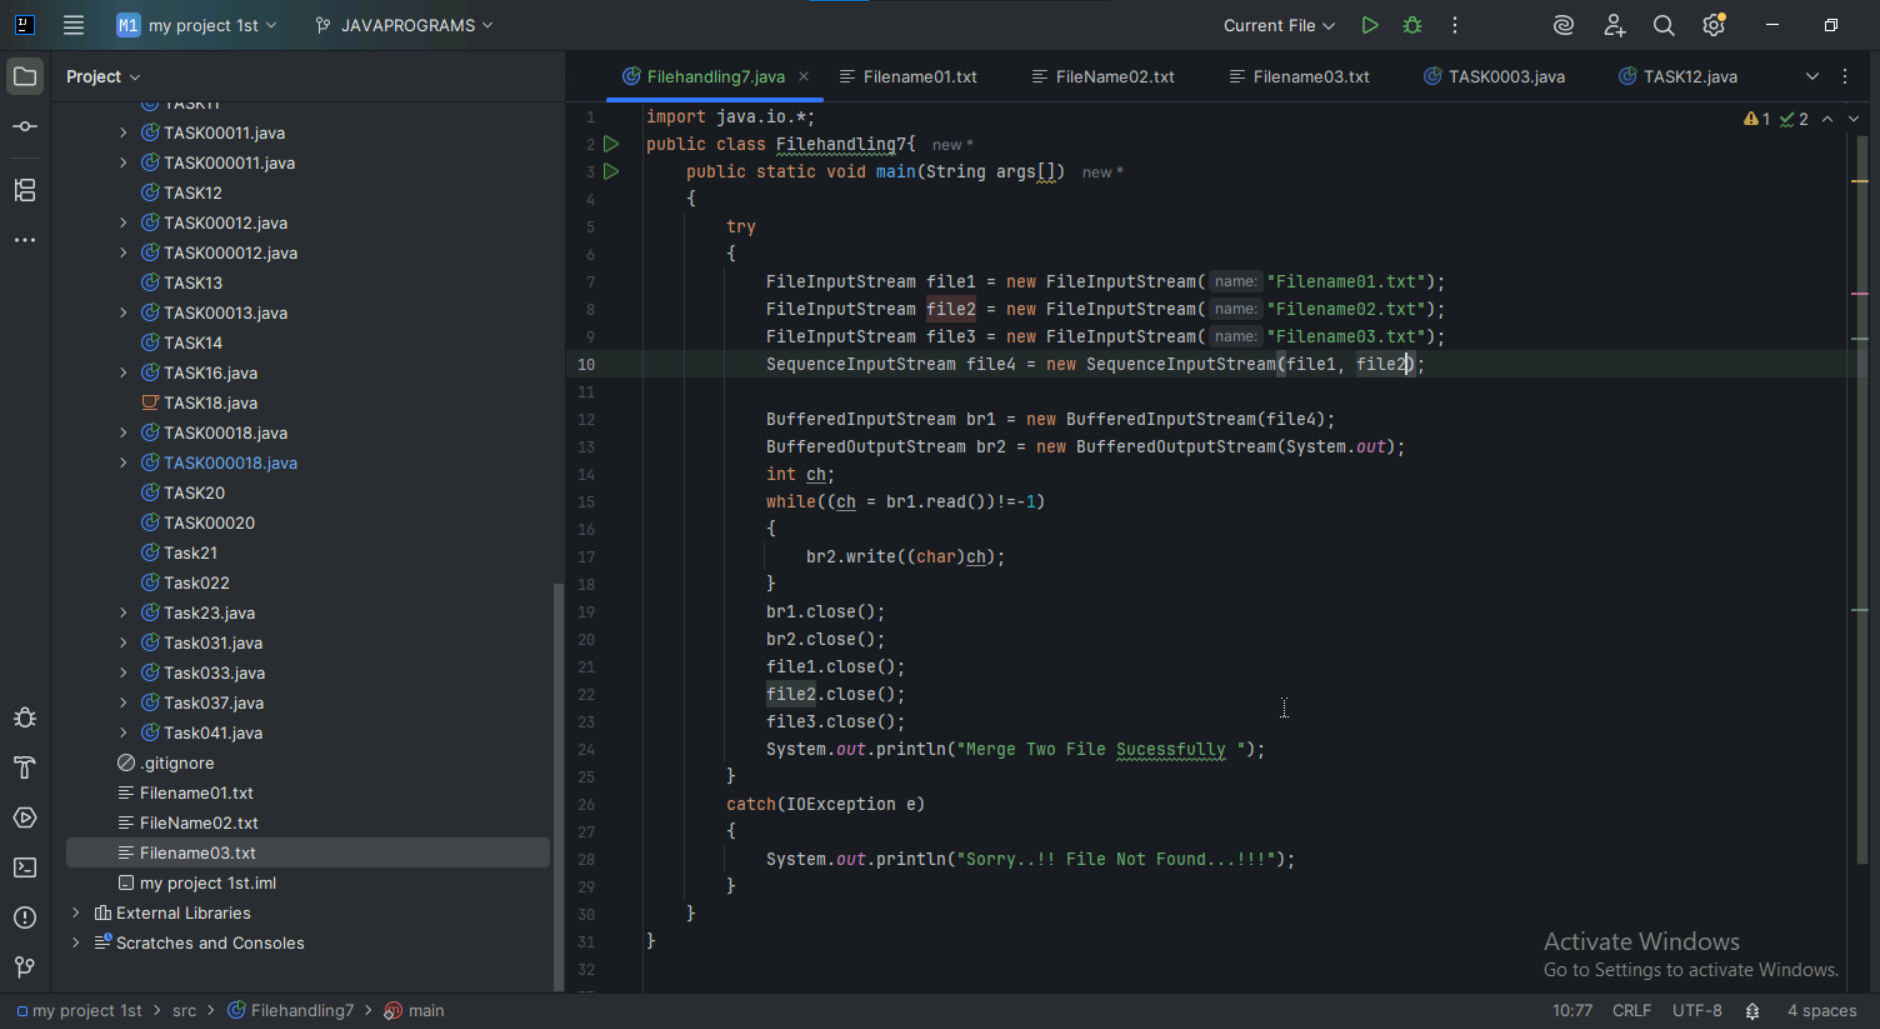 M1 my project 1st JAVAPROGRAMS Current File
Project
Filehandling7.java Filename01.txt FileName02.txt Filename03.txt TASK0003.java TASK12.java
TASK11
TASK00011.java
TASK000011.java
TASK12
TASK00012.java
TASK000012.java
TASK13
TASK00013.java
TASK14
TASK16.java
TASK18.java
TASK00018.java
TASK000018.java
TASK20
TASK00020
Task21
Task022
Task23.java
Task031.java
Task033.java
Task037.java
Task041.java
.gitignore
Filename01.txt
FileName02.txt
Filename03.txt
my project 1st.iml
External Libraries
Scratches and Consoles
1 2
1 import java.io.*;
2 public class Filehandling7{ new *
3 public static void main(String args[]) new *
4 {
5 try
6 {
7 FileInputStream file1 = new FileInputStream( name: "Filename01.txt");
8 FileInputStream file2 = new FileInputStream( name: "Filename02.txt");
9 FileInputStream file3 = new FileInputStream( name: "Filename03.txt");
10 SequenceInputStream file4 = new SequenceInputStream(file1, file2);
11
12 BufferedInputStream br1 = new BufferedInputStream(file4);
13 BufferedOutputStream br2 = new BufferedOutputStream(System.out);
14 int ch;
15 while((ch = br1.read())!=-1)
16 {
17 br2.write((char)ch);
18 }
19 br1.close();
20 br2.close();
21 file1.close();
22 file2.close();
23 file3.close();
24 System.out.println("Merge Two File Sucessfully ");
25 }
26 catch(IOException e)
27 {
28 System.out.println("Sorry..!! File Not Found...!!!");
29 }
30 }
31 }
32
Activate Windows
Go to Settings to activate Windows.
my project 1st > src > Filehandling7 > main 10:77 CRLF UTF-8 4 spaces